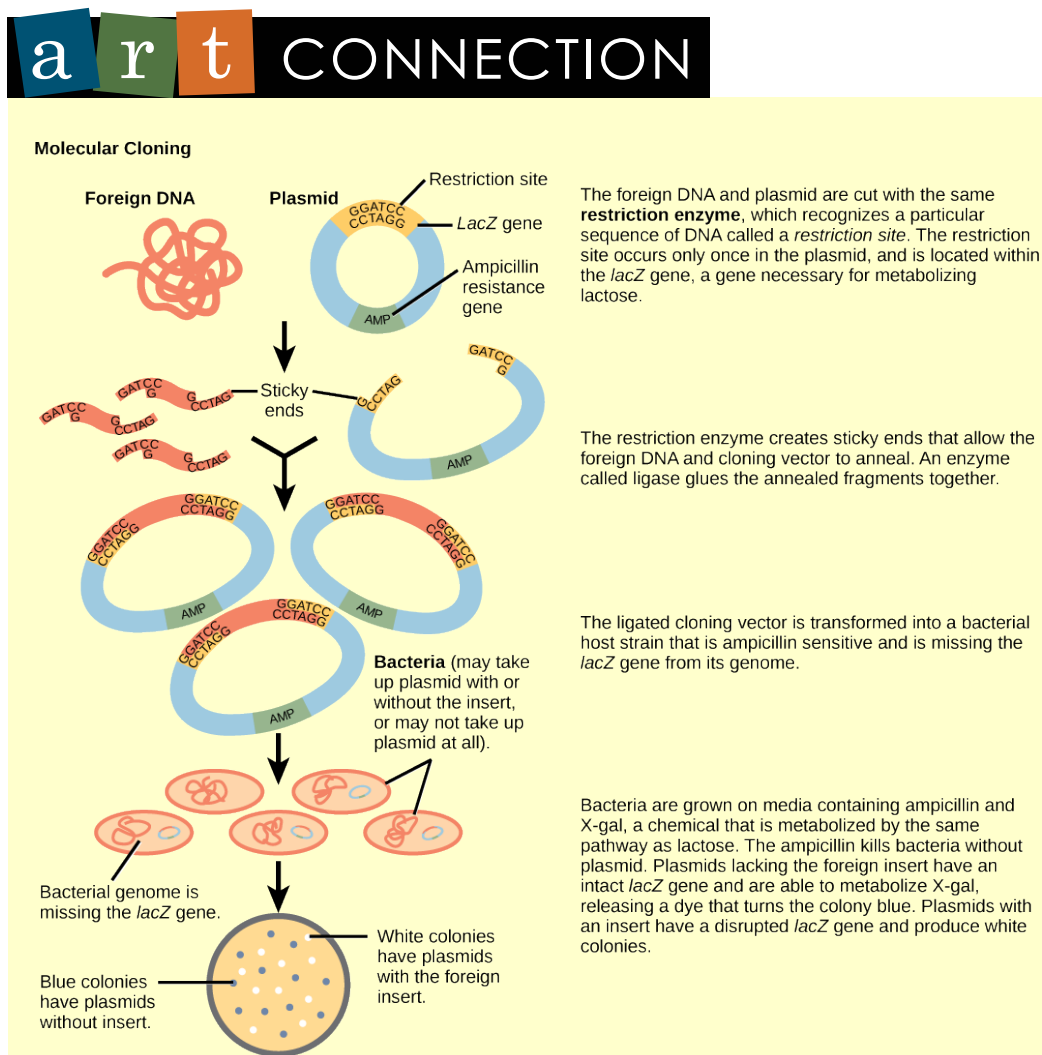 art CONNECTION
Molecular Cloning
Foreign DNA
Plasmid
Restriction site
GGATCC
CCTAGG
LacZ gene
Ampicillin
resistance
gene
AMP
The foreign DNA and plasmid are cut with the same
restriction enzyme, which recognizes a particular
sequence of DNA called a restriction site. The restriction
site occurs only once in the plasmid, and is located within
the lacZ gene, a gene necessary for metabolizing
lactose.
GATCC
G
G
CCTAG
GATCC
G
G
CCTAG
GATCC
G
G
CCTAG
Sticky
ends
G
CCTAG
GATCC
G
AMP
The restriction enzyme creates sticky ends that allow the
foreign DNA and cloning vector to anneal. An enzyme
called ligase glues the annealed fragments together.
GGATCC
CCTAGG
GGATCC
CCTAGG
AMP
GGATCC
CCTAGG
GGATCC
CCTAGG
AMP
GGATCC
CCTAGG
GGATCC
CCTAGG
AMP
The ligated cloning vector is transformed into a bacterial
host strain that is ampicillin sensitive and is missing the
lacZ gene from its genome.
Bacteria (may take
up plasmid with or
without the insert,
or may not take up
plasmid at all).
Bacterial genome is
missing the lacZ gene.
Bacteria are grown on media containing ampicillin and
X-gal, a chemical that is metabolized by the same
pathway as lactose. The ampicillin kills bacteria without
plasmid. Plasmids lacking the foreign insert have an
intact lacZ gene and are able to metabolize X-gal,
releasing a dye that turns the colony blue. Plasmids with
an insert have a disrupted lacZ gene and produce white
colonies.
White colonies
have plasmids
with the foreign
insert.
Blue colonies
have plasmids
without insert.